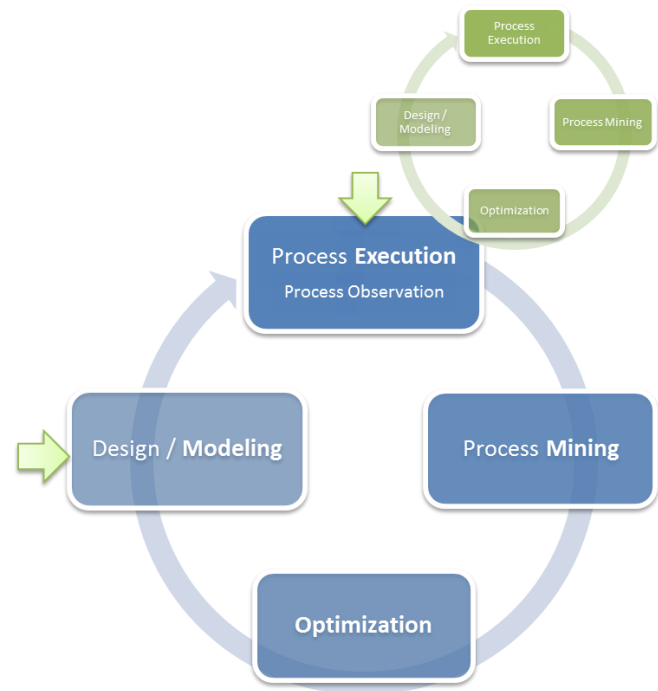 Process
Execution
Design /
Modeling
Process Mining
Optimization
Process Execution
Process Observation
Design / Modeling
Process Mining
Optimization